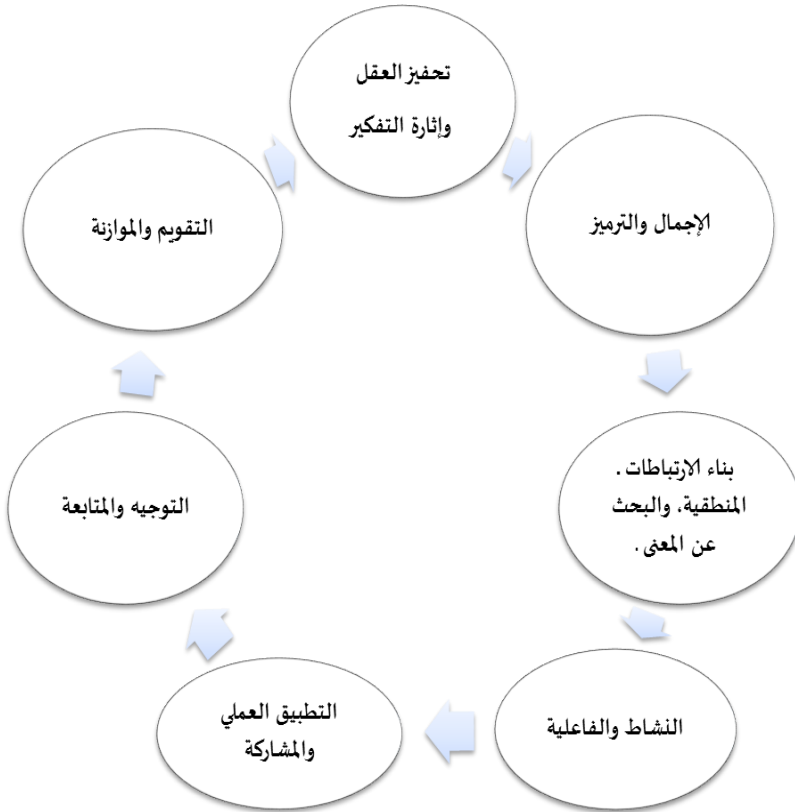 تحفيز العقل
وإثارة التفكير
الإجمال والترميز
بناء الارتباطات .
المنطقية، والبحث
عن المعنى .
النشاط والفاعلية
التطبيق العملي
والمشاركة
التوجيه والمتابعة
التقويم والموازنة